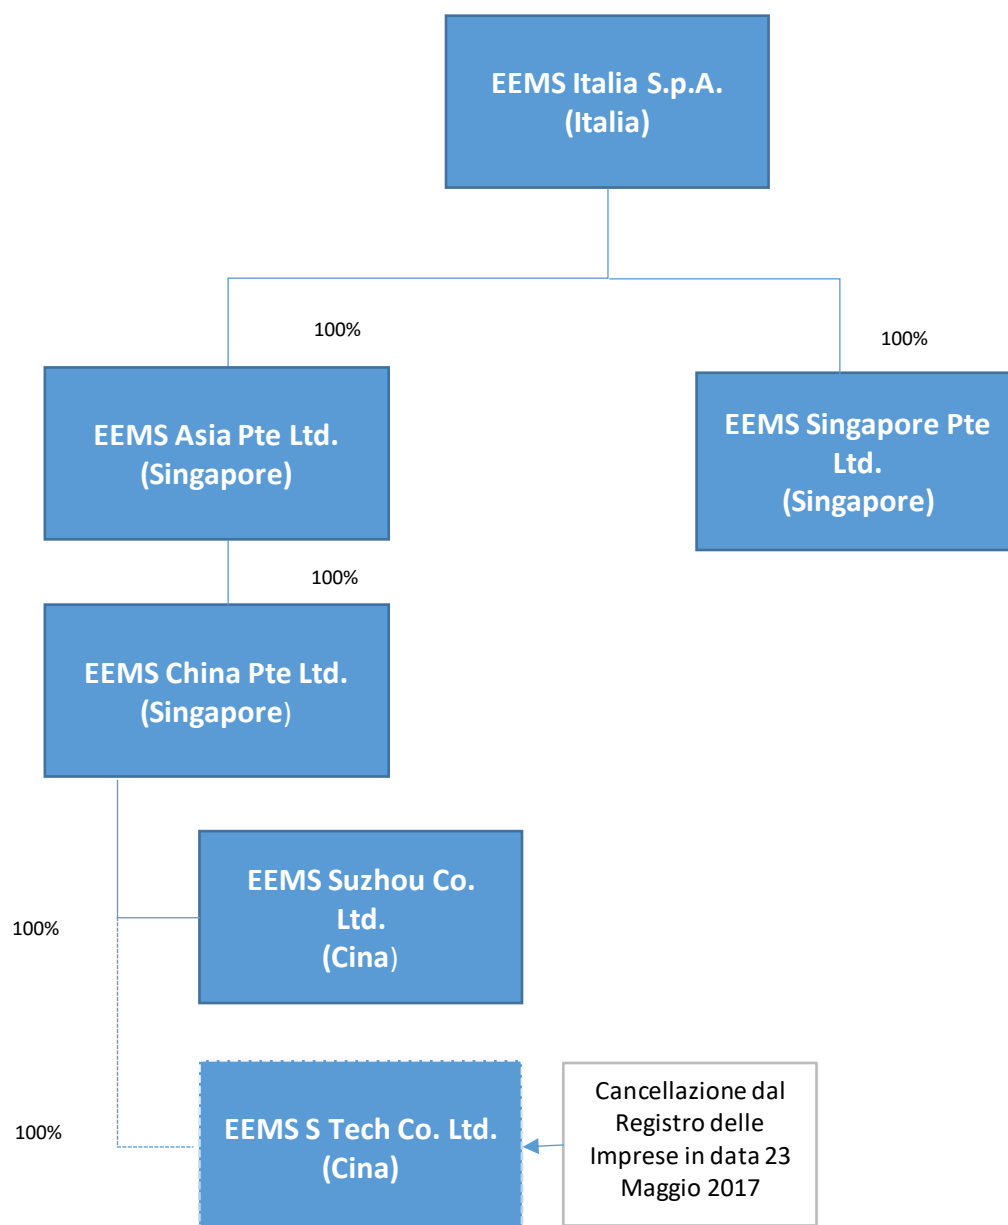 EEMS Italia S.p.A.
(Italia)
100%
100%
EEMS Asia Pte Ltd.
(Singapore)
EEMS Singapore Pte
Ltd.
(Singapore)
100%
EEMS China Pte Ltd.
(Singapore)
EEMS Suzhou Co.
Ltd.
(Cina)
100%
EEMS S Tech Co. Ltd.
(Cina)
100%
Cancellazione dal
Registro delle
Imprese in data 23
Maggio 2017